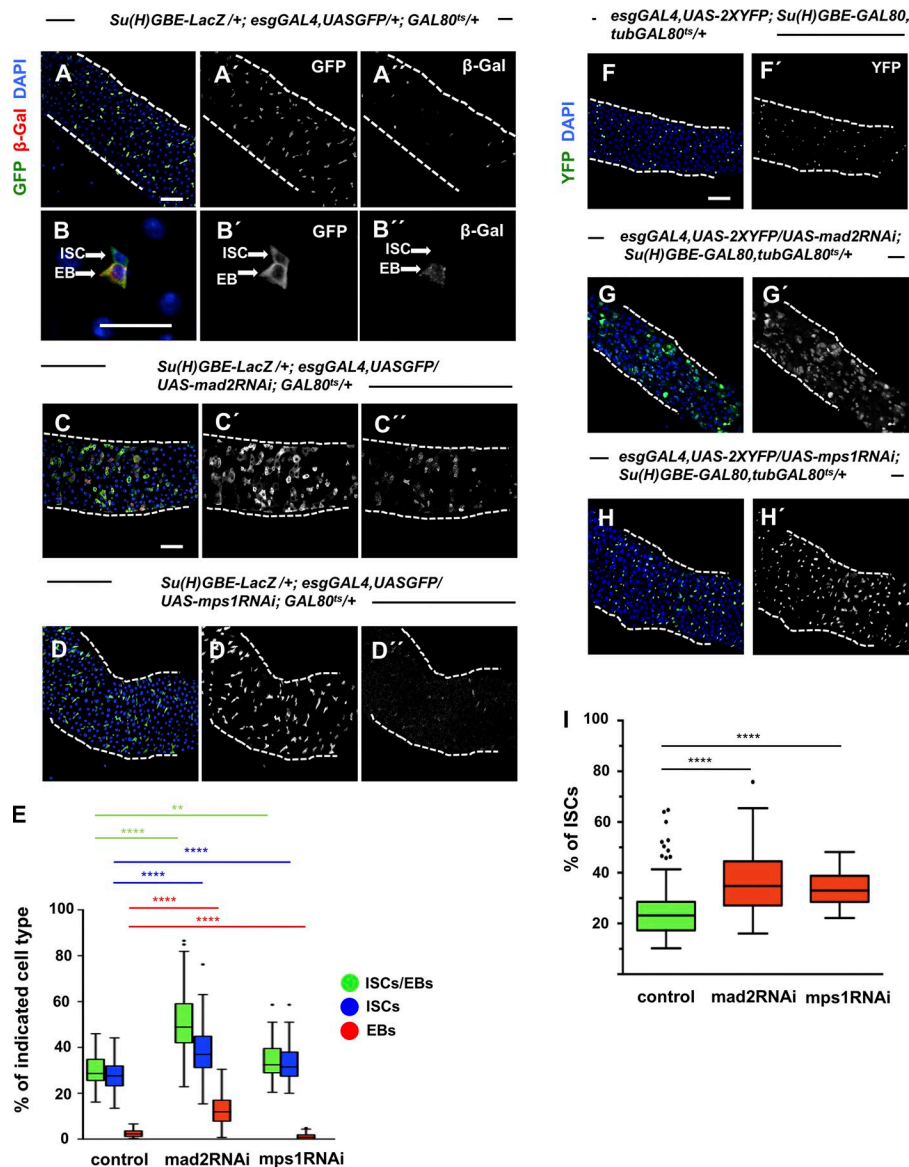 Su(H)GBE-LacZ/+; esgGAL4,UASGFP/+; GAL80ts/+
GFP β-Gal DAPI
A
A´ GFP
A´´ β-Gal
B ISC EB
B´ GFP ISC EB
B´´ β-Gal ISC EB
Su(H)GBE-LacZ/+; esgGAL4,UASGFP/
UAS-mad2RNAi; GAL80ts/+
C
C´
C´´
Su(H)GBE-LacZ/+; esgGAL4,UASGFP/
UAS-mps1RNAi; GAL80ts/+
D
D´
D´´
E
**
****
****
****
****
****
% of indicated cell type
100
80
60
40
20
0
control mad2RNAi mps1RNAi
ISCs/EBs
ISCs
EBs
esgGAL4,UAS-2XYFP; Su(H)GBE-GAL80,
tubGAL80ts/+
YFP DAPI
F
F´ YFP
esgGAL4,UAS-2XYFP/UAS-mad2RNAi;
Su(H)GBE-GAL80,tubGAL80ts/+
G
G´
esgGAL4,UAS-2XYFP/UAS-mps1RNAi;
Su(H)GBE-GAL80,tubGAL80ts/+
H
H´
I
****
****
% of ISCs
100
80
60
40
20
control mad2RNAi mps1RNAi